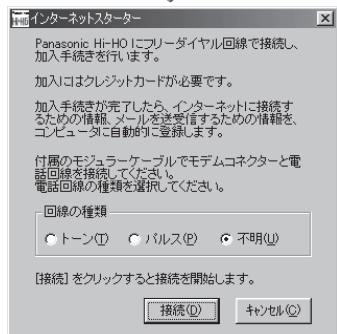 インターネットスターター
Panasonic Hi-HO にフリーダイヤル回線で接続し、
加入手続きを行います。
加入にはクレジットカードが必要です。
加入手続きが完了したら、インターネットに接続す
るための情報、メールを送受信するための情報を、
コンピュータに自動的に登録します。
付属のモジュラーケーブルでモデムコネクターと電
話回線を接続してください。
電話回線の種類を選択してください。
回線の種類
トーン(T) パルス(P) 不明(U)
[接続] をクリックすると接続を開始します。
接続(D) キャンセル(C)